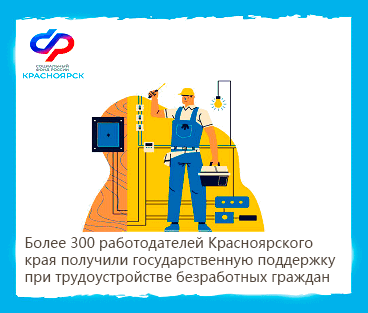 СОЦИАЛЬНЫЙ
ФОНД РОССИИ
КРАСНОЯРСК
Более 300 работодателей Красноярского
края получили государственную поддержку
при трудоустройстве безработных граждан